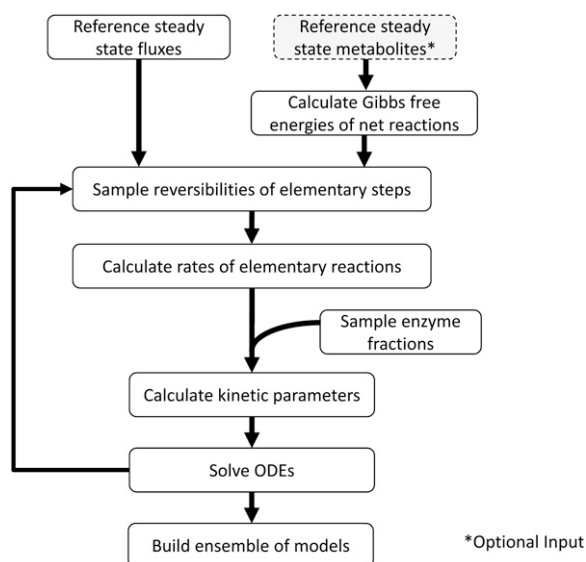 Reference steady
state fluxes
Reference steady
state metabolites*
Calculate Gibbs free
energies of net reactions
Sample reversibilities of elementary steps
Calculate rates of elementary reactions
Sample enzyme
fractions
Calculate kinetic parameters
Solve ODEs
Build ensemble of models
*Optional Input